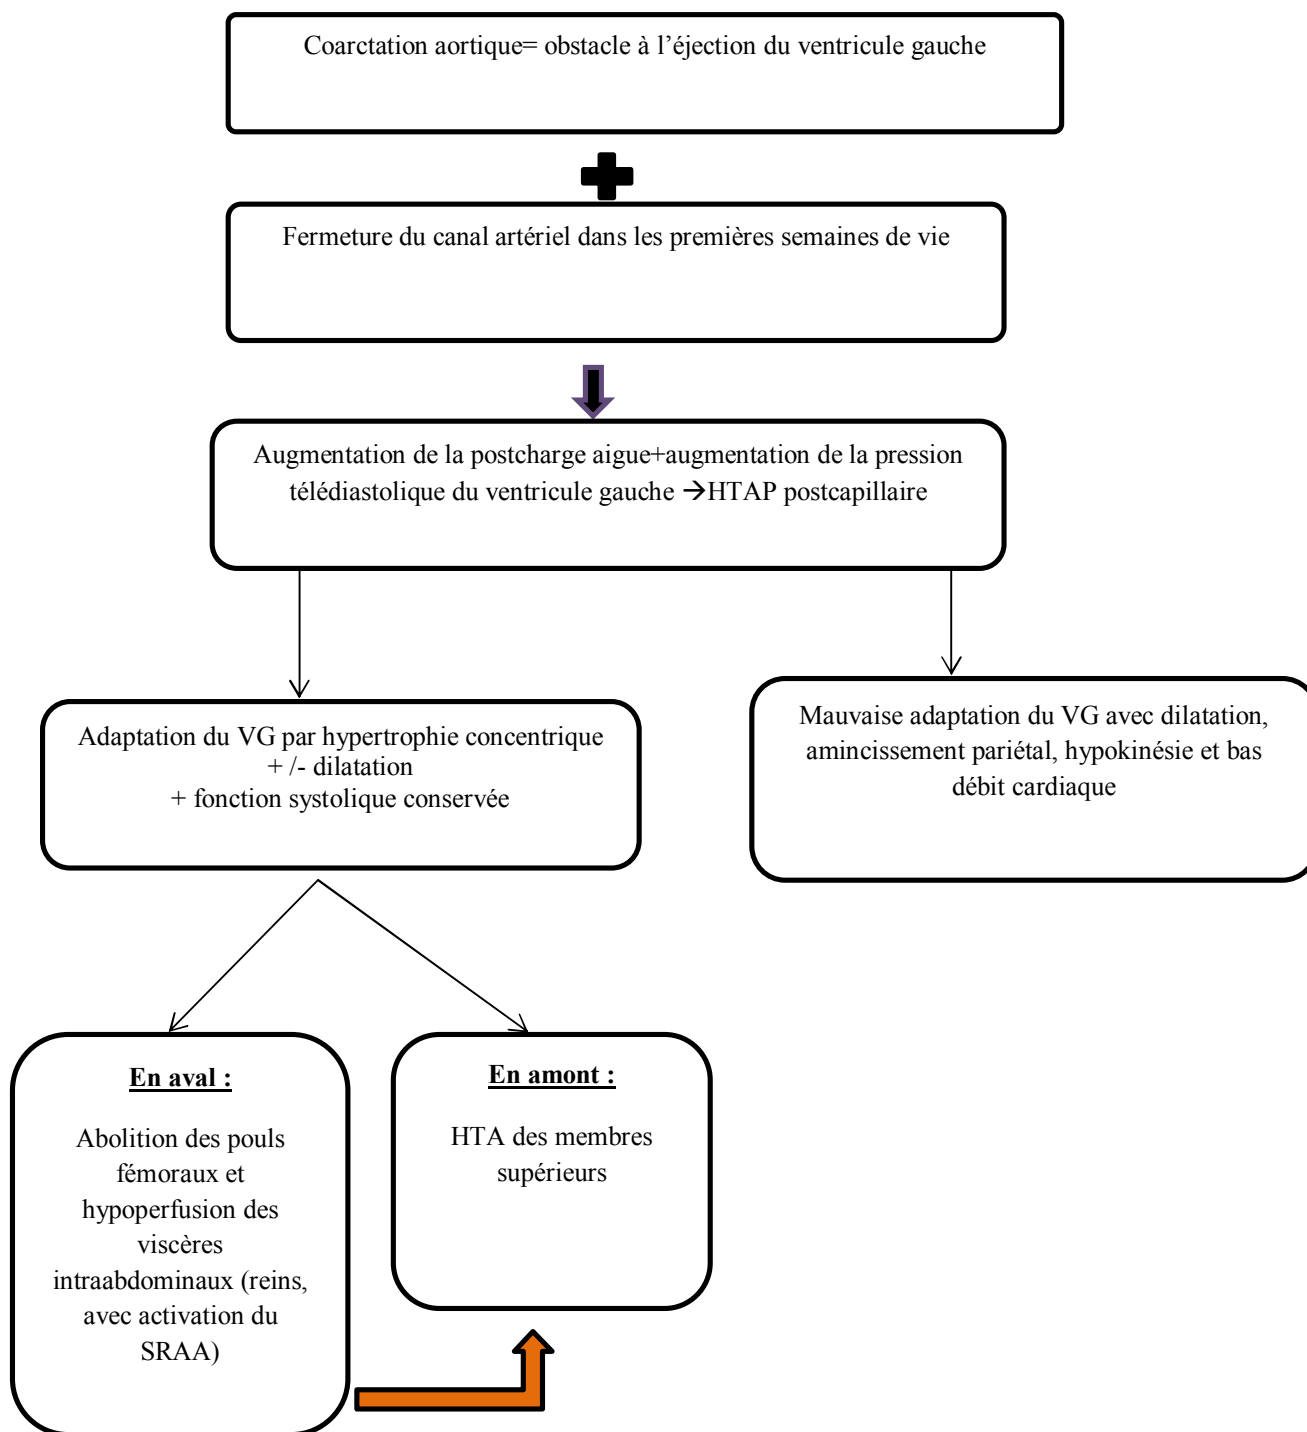 Coarctation aortique= obstacle à l’éjection du ventricule gauche
Fermeture du canal artériel dans les premières semaines de vie
Augmentation de la postcharge aigue+augmentation de la pression
télédiastolique du ventricule gauche →HTAP postcapillaire
Adaptation du VG par hypertrophie concentrique
+ /- dilatation
+ fonction systolique conservée
Mauvaise adaptation du VG avec dilatation,
amincissement pariétal, hypokinésie et bas
débit cardiaque
En aval :
Abolition des pouls
fémoraux et
hypoperfusion des
viscères
intraabdominaux (reins,
avec activation du
SRAA)
En amont :
HTA des membres
supérieurs